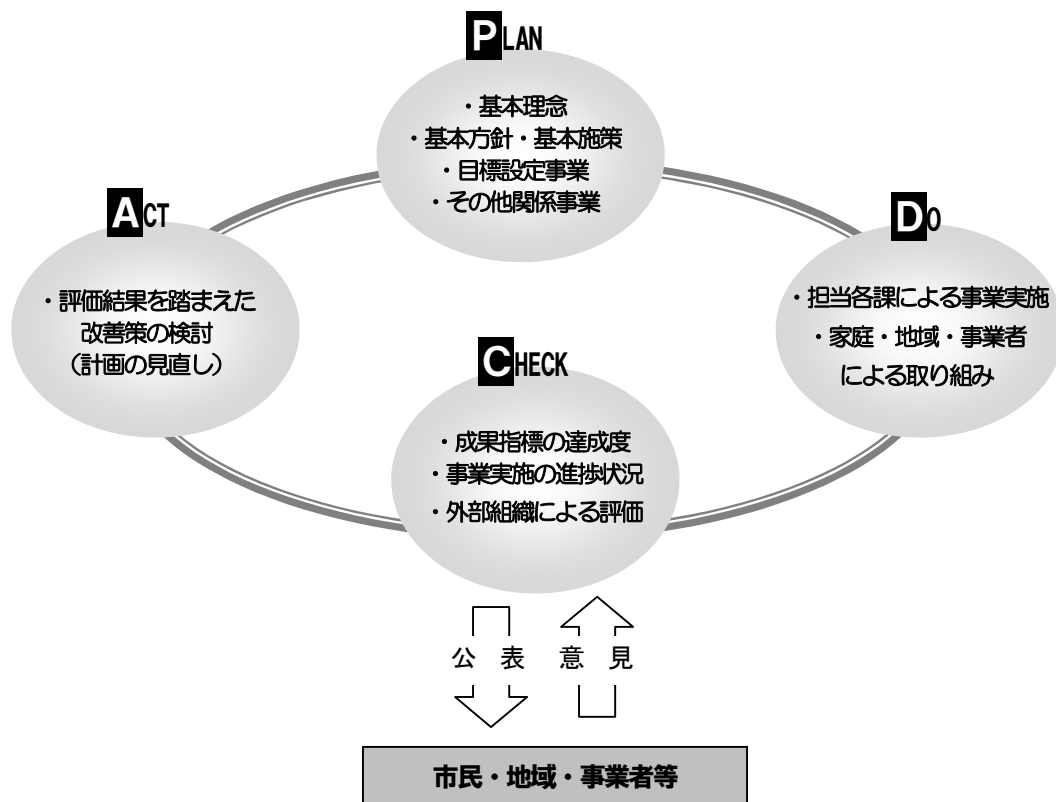 PLAN
・基本理念
・基本方針・基本施策
・目標設定事業
・その他関係事業
ACT
・評価結果を踏まえた
改善策の検討
（計画の見直し）
DO
・担当各課による事業実施
・家庭・地域・事業者
による取り組み
CHECK
・成果指標の達成度
・事業実施の進捗状況
・外部組織による評価
公表
意見
市民・地域・事業者等